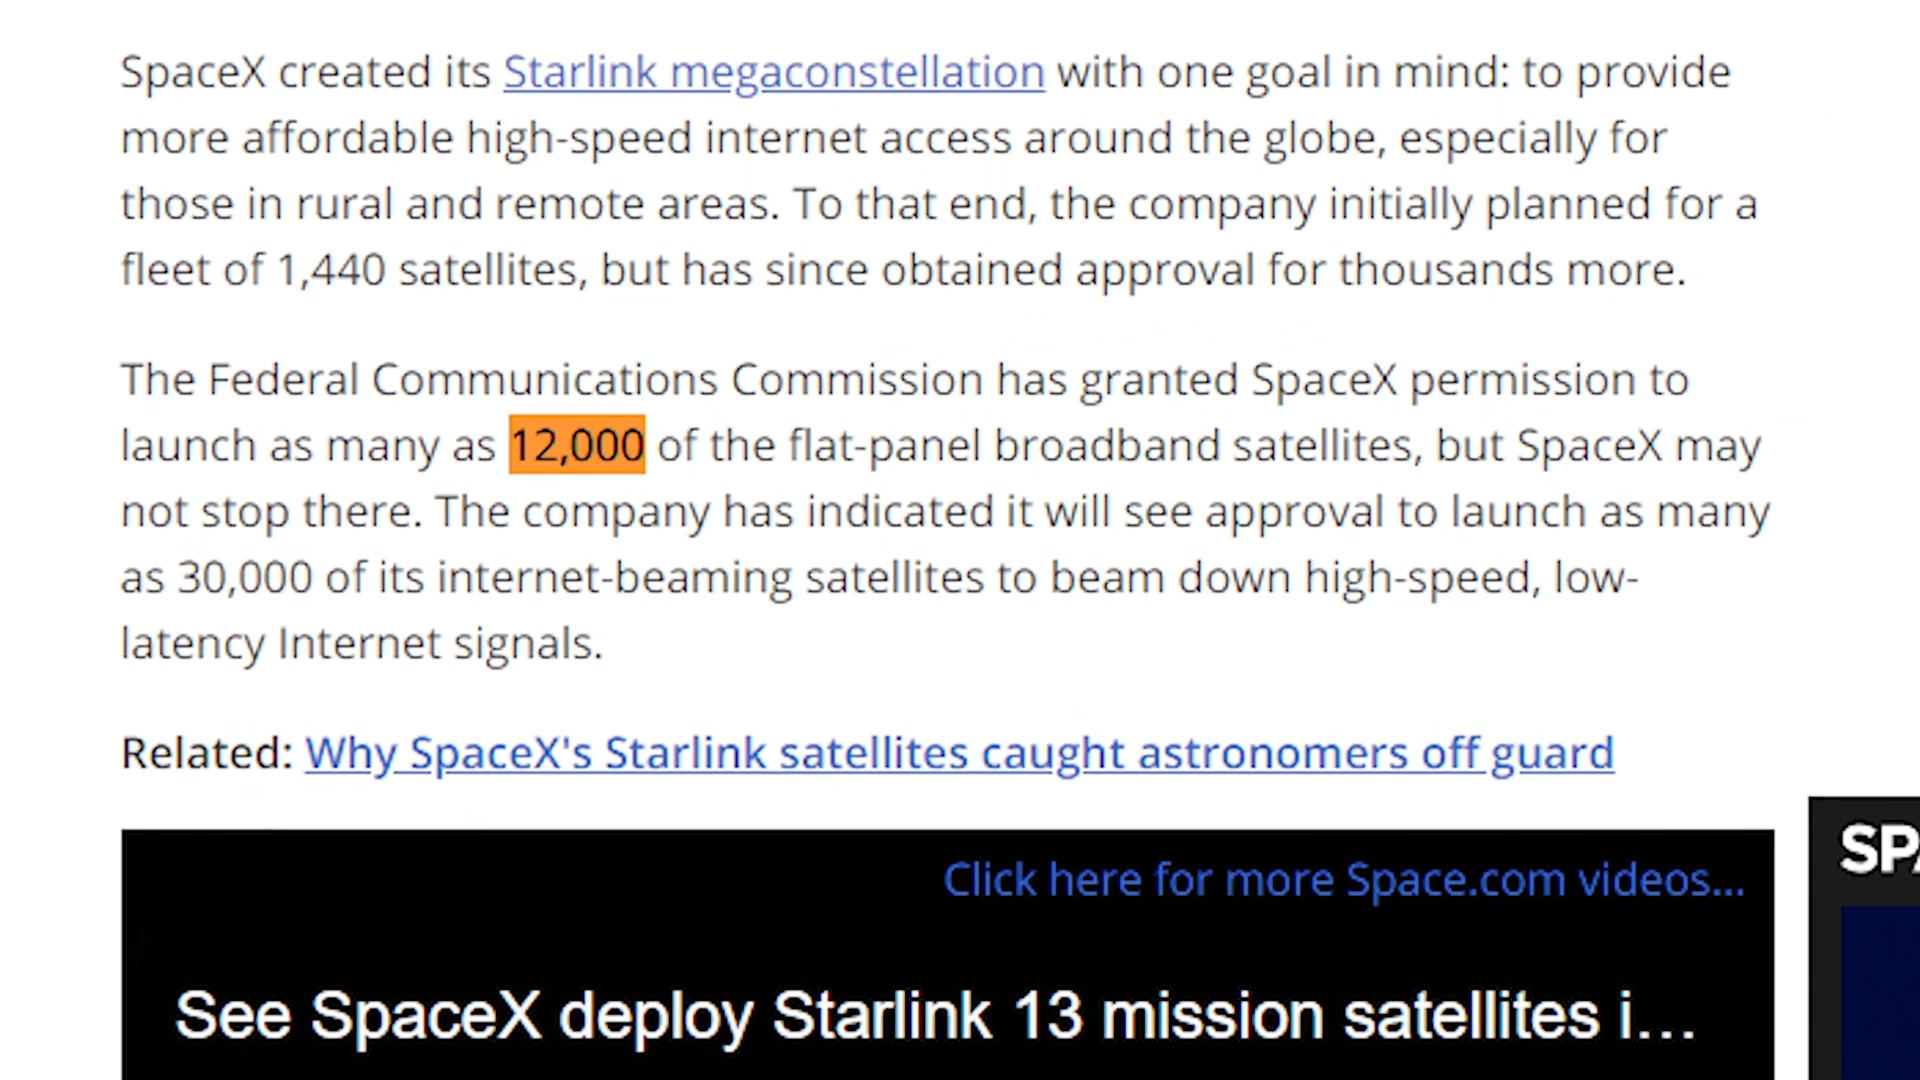 SpaceX created its Starlink megaconstellation with one goal in mind: to provide
more affordable high-speed internet access around the globe, especially for
those in rural and remote areas. To that end, the company initially planned for a
fleet of 1,440 satellites, but has since obtained approval for thousands more.
The Federal Communications Commission has granted SpaceX permission to
launch as many as 12,000 of the flat-panel broadband satellites, but SpaceX may
not stop there. The company has indicated it will see approval to launch as many
as 30,000 of its internet-beaming satellites to beam down high-speed, low-
latency Internet signals.
Related: Why SpaceX's Starlink satellites caught astronomers off guard
Click here for more Space.com videos...
See SpaceX deploy Starlink 13 mission satellites i...